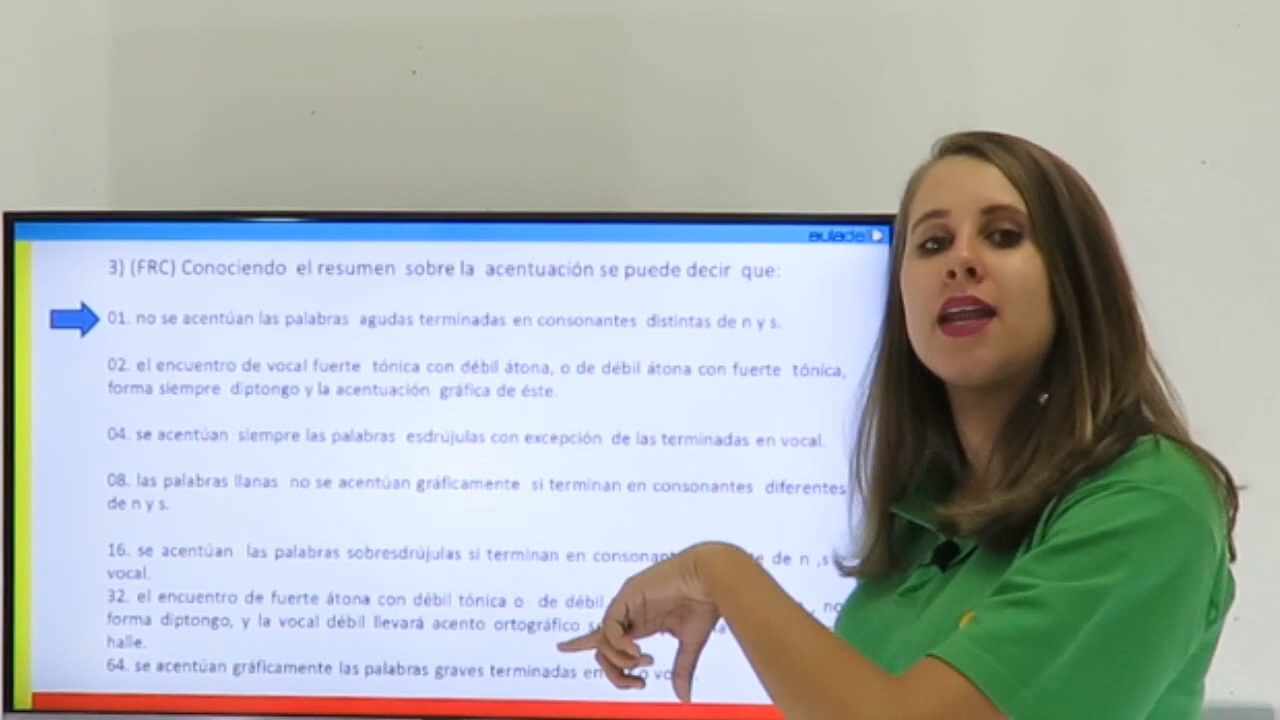 aulade
3) (FRC) Conociendo el resumen sobre la acentuación se puede decir que:
01. no se acentúan las palabras agudas terminadas en consonantes distintas de n y s.
02. el encuentro de vocal fuerte tónica con débil átona, o de débil átona con fuerte tónica,
forma siempre diptongo y la acentuación gráfica de éste.
04. se acentúan siempre las palabras esdrújulas con excepción de las terminadas en vocal.
08. las palabras llanas no se acentúan gráficamente si terminan en consonantes diferentes
de n y s.
16. se acentúan las palabras sobresdrújulas si terminan en de n ,s
vocal.
32. el encuentro de fuerte átona con débil tónica o de débil no
forma diptongo, y la vocal débil llevará acento ortográfico
halle.
64. se acentúan gráficamente las palabras graves terminadas en